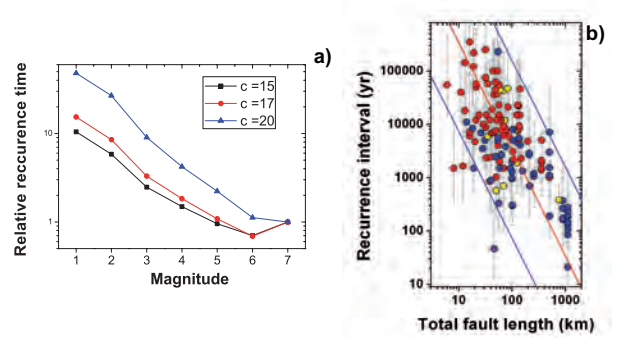 a)
Relative reccurence time
10
1
c =15
c =17
c =20
1 2 3 4 5 6 7
Magnitude
b)
Recurrence interval (yr)
100000
10000
1000
100
10
10 100 1000
Total fault length (km)